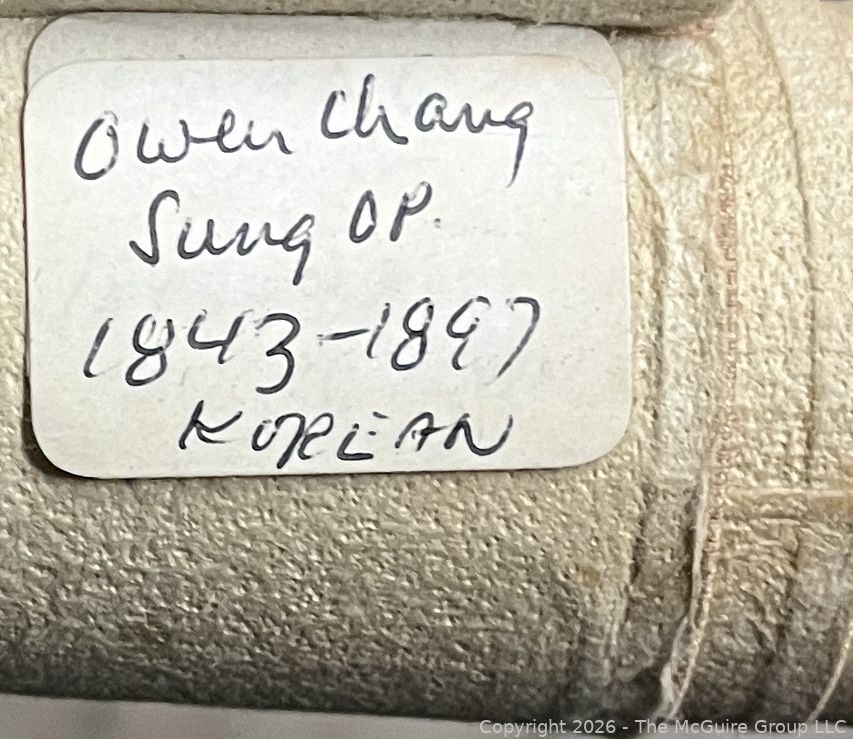 Owen Chang
Sung OP.
1843-1897
KOREAN
Copyright 2026 - The McGuire Group LLC